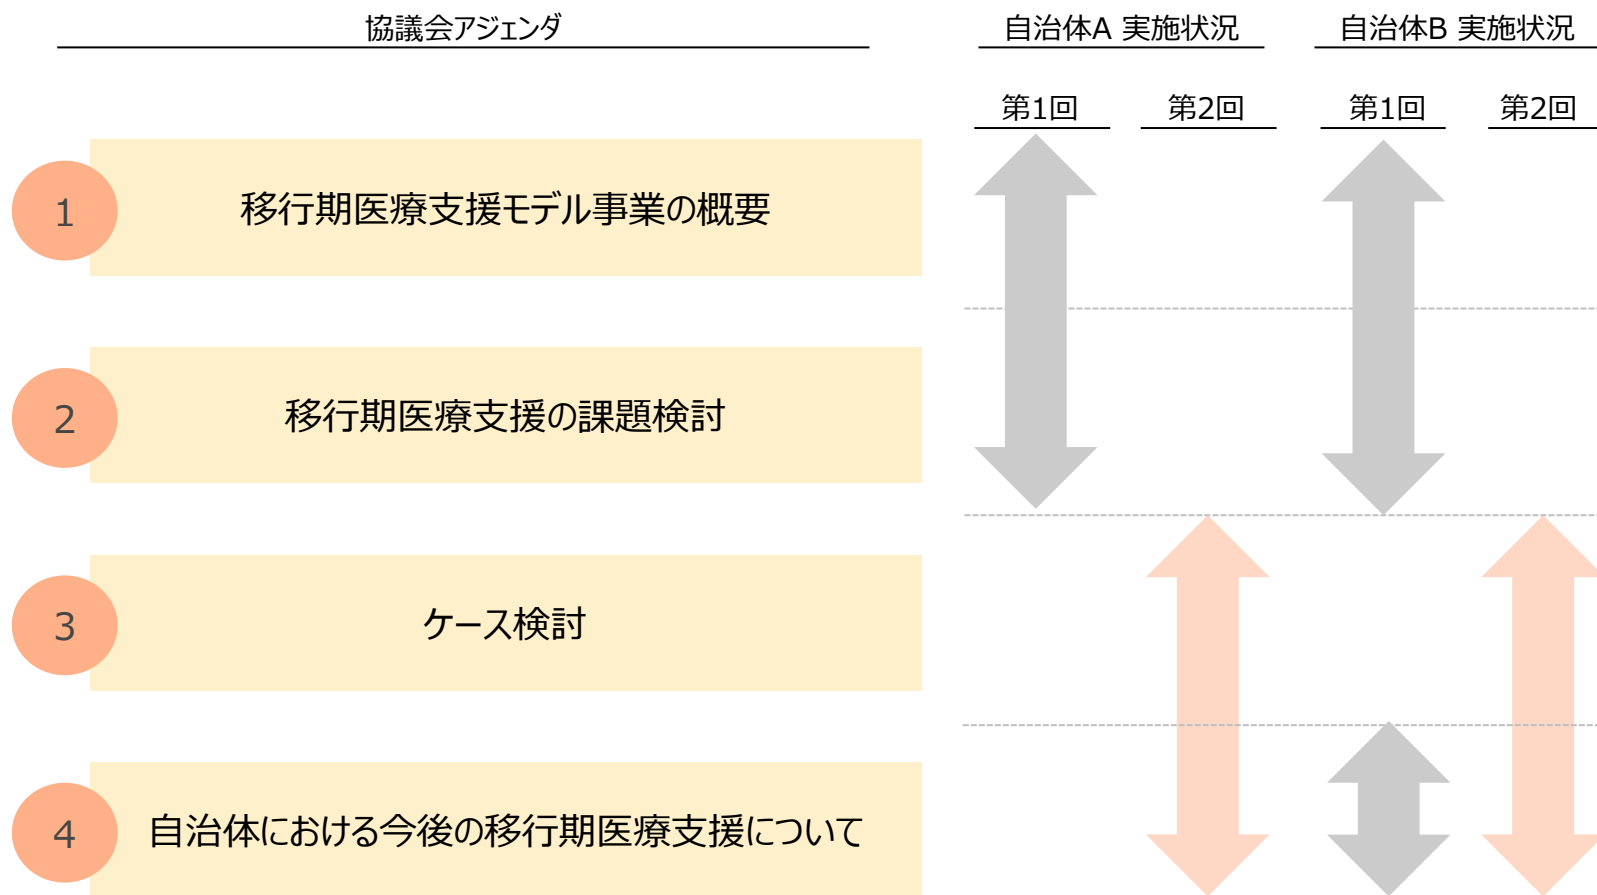 協議会アジェンダ
自治体A 実施状況
自治体B 実施状況
第1回
第2回
第1回
第2回
1
移行期医療支援モデル事業の概要
2
移行期医療支援の課題検討
3
ケース検討
4
自治体における今後の移行期医療支援について